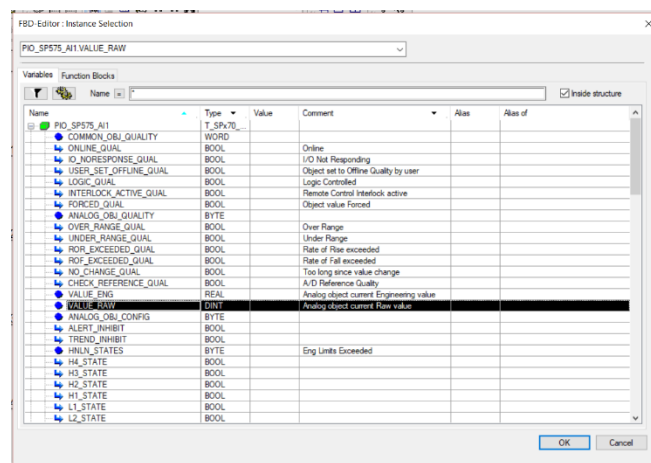 FBD-Editor : Instance Selection
PIO_SP575_AI1.VALUE_RAW
Variables Function Blocks
Name = * Inside structure
Name Type Value Comment Alias Alias of
PIO_SP575_AI1 T_SPx70_...
COMMON_OBJ_QUALITY WORD
ONLINE_QUAL BOOL Online
IO_NORESPONSE_QUAL BOOL I/O Not Responding
USER_SET_OFFLINE_QUAL BOOL Object set to Offline Quality by user
LOGIC_QUAL BOOL Logic Controlled
INTERLOCK_ACTIVE_QUAL BOOL Remote Control Interlock active
FORCED_QUAL BOOL Object value Forced
ANALOG_OBJ_QUALITY BYTE
OVER_RANGE_QUAL BOOL Over Range
UNDER_RANGE_QUAL BOOL Under Range
ROR_EXCEEDED_QUAL BOOL Rate of Rise exceeded
ROF_EXCEEDED_QUAL BOOL Rate of Fall exceeded
NO_CHANGE_QUAL BOOL Too long since value change
CHECK_REFERENCE_QUAL BOOL A/D Reference Quality
VALUE_ENG REAL Analog object current Engineering value
VALUE_RAW DINT Analog object current Raw value
ANALOG_OBJ_CONFIG BYTE
ALERT_INHIBIT BOOL
TREND_INHIBIT BOOL
HNLN_STATES BYTE Eng Limits Exceeded
H4_STATE BOOL
H3_STATE BOOL
H2_STATE BOOL
H1_STATE BOOL
L1_STATE BOOL
L2_STATE BOOL
OK Cancel